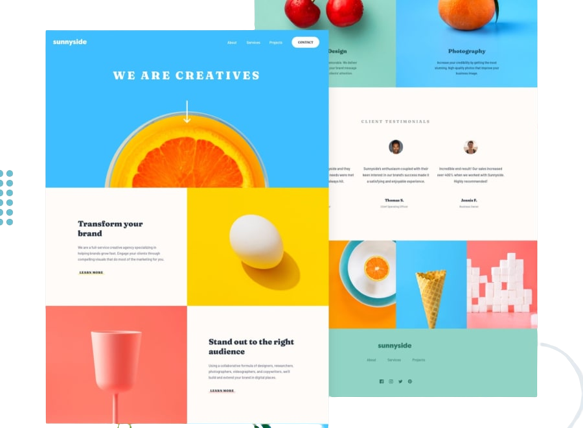 sunnyside
About
Services
Projects
CONTACT
WE ARE CREATIVES
Transform your
brand
We are a full-service creative agency specializing in
helping brands grow fast. Engage your clients through
compelling visuals that do most of the marketing for you.
LEARN MORE
Stand out to the right
audience
Using a collaborative formula of designers, researchers,
photographers, videographers, and copywriters, we'll
build and extend your brand in digital places.
LEARN MORE
Design
Photography
Increase your credibility by getting the most
stunning, high-quality photos that improve your
business image.
CLIENT TESTIMONIALS
Sunnyside's enthusiasm coupled with their
keen interest in our brand's success made it
a satisfying and enjoyable experience.
Thomas S.
Chief Operating Officer
Incredible end result! Our sales increased
over 400% when we worked with Sunnyside.
Highly recommended!
Jennie F.
Business Owner
sunnyside
About
Services
Projects